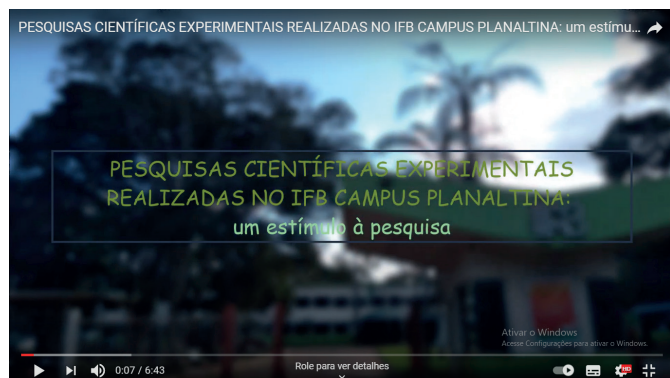 PESQUISAS CIENTÍFICAS EXPERIMENTAIS REALIZADAS NO IFB CAMPUS PLANALTINA: um estímu...
PESQUISAS CIENTÍFICAS EXPERIMENTAIS
REALIZADAS NO IFB CAMPUS PLANALTINA:
um estímulo à pesquisa
Ativar o Windows
Acesse Configurações para ativar o Windows.
0:07 / 6:43
Role para ver detalhes
HD